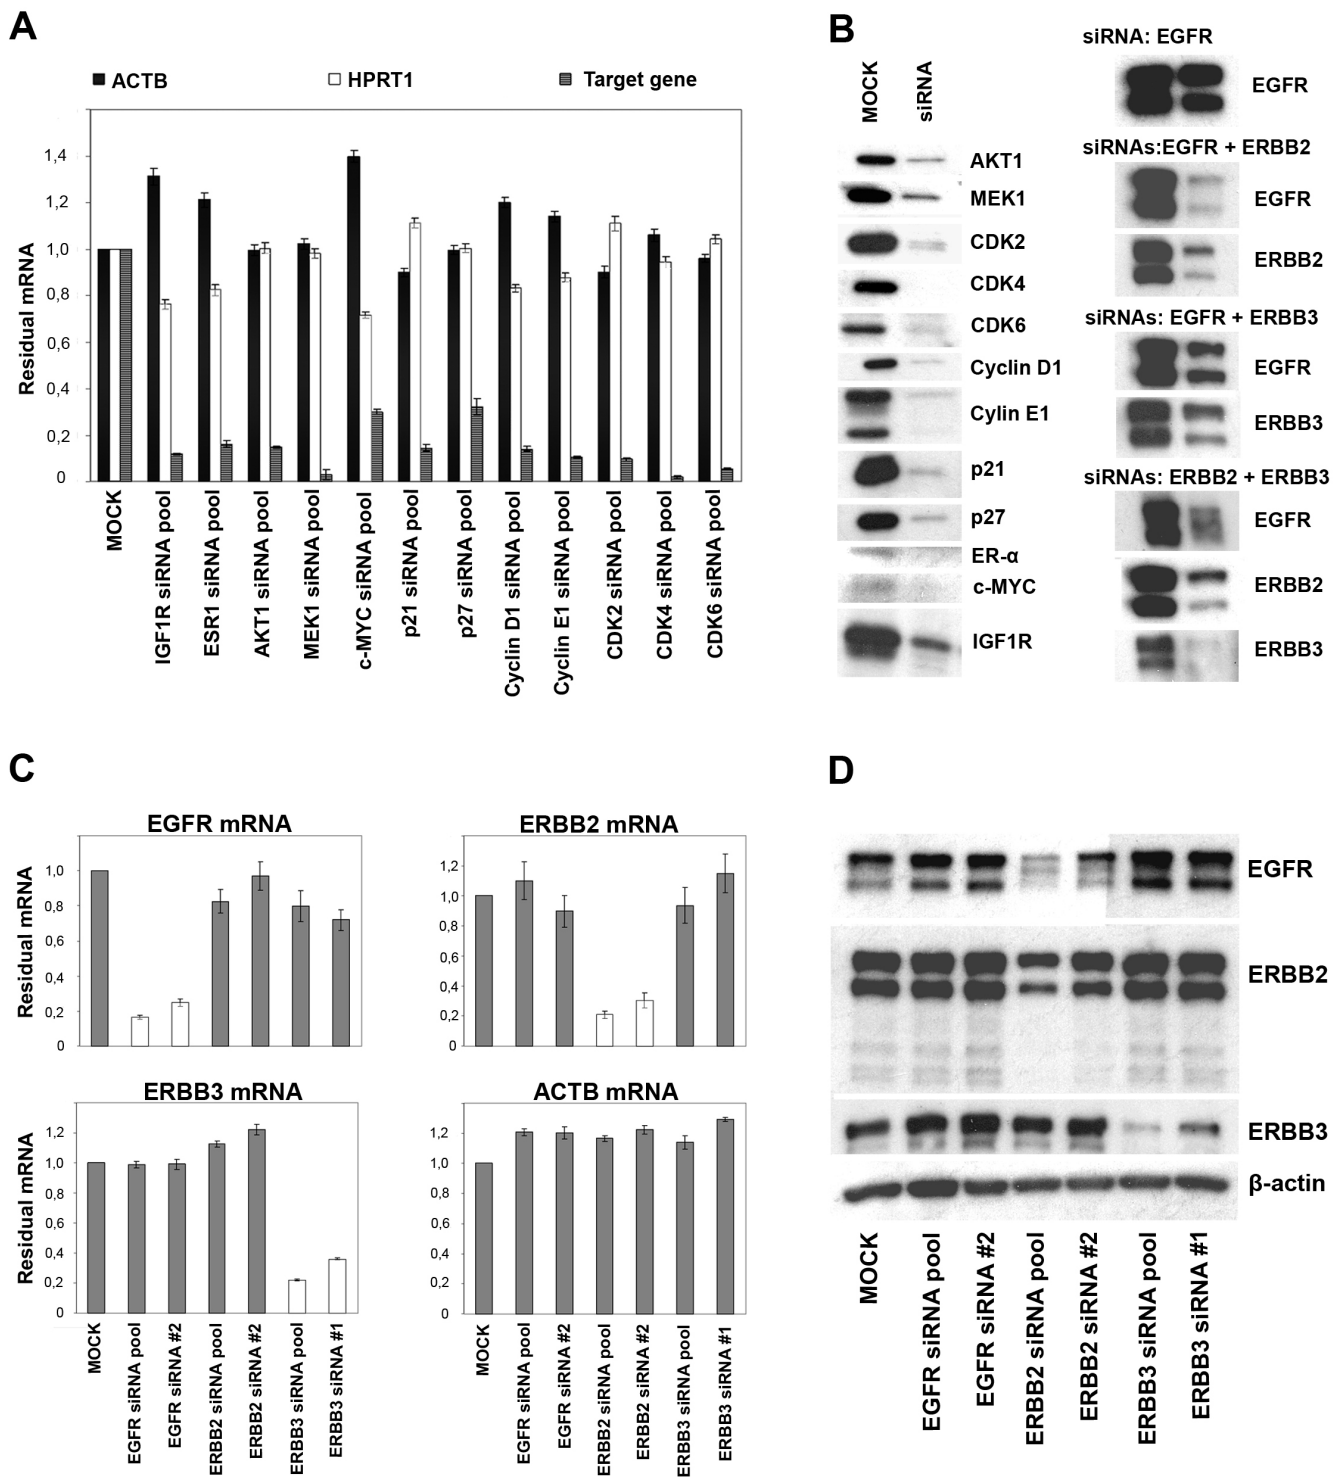 A
ACTB HPRT1 Target gene
Residual mRNA
1,4
1,2
1,0
0,8
0,6
0,4
0,2
0
MOCK
IGF1R siRNA pool
ESR1 siRNA pool
AKT1 siRNA pool
MEK1 siRNA pool
c-MYC siRNA pool
p21 siRNA pool
p27 siRNA pool
Cyclin D1 siRNA pool
Cyclin E1 siRNA pool
CDK2 siRNA pool
CDK4 siRNA pool
CDK6 siRNA pool
B
MOCK
siRNA
AKT1
MEK1
CDK2
CDK4
CDK6
Cyclin D1
Cylin E1
p21
p27
ER-α
c-MYC
IGF1R
siRNA: EGFR
EGFR
siRNAs:EGFR + ERBB2
EGFR
ERBB2
siRNAs: EGFR + ERBB3
EGFR
ERBB3
siRNAs: ERBB2 + ERBB3
EGFR
ERBB2
ERBB3
C
EGFR mRNA
Residual mRNA
1,0
0,8
0,6
0,4
0,2
0
ERBB2 mRNA
1,2
1,0
0,8
0,6
0,4
0,2
0
ERBB3 mRNA
Residual mRNA
1,2
1,0
0,8
0,6
0,4
0,2
0
MOCK
EGFR siRNA pool
EGFR siRNA #2
ERBB2 siRNA pool
ERBB2 siRNA #2
ERBB3 siRNA pool
ERBB3 siRNA #1
ACTB mRNA
1,2
1,0
0,8
0,6
0,4
0,2
0
MOCK
EGFR siRNA pool
EGFR siRNA #2
ERBB2 siRNA pool
ERBB2 siRNA #2
ERBB3 siRNA pool
ERBB3 siRNA #1
D
EGFR
ERBB2
ERBB3
β-actin
MOCK
EGFR siRNA pool
EGFR siRNA #2
ERBB2 siRNA pool
ERBB2 siRNA #2
ERBB3 siRNA pool
ERBB3 siRNA #1